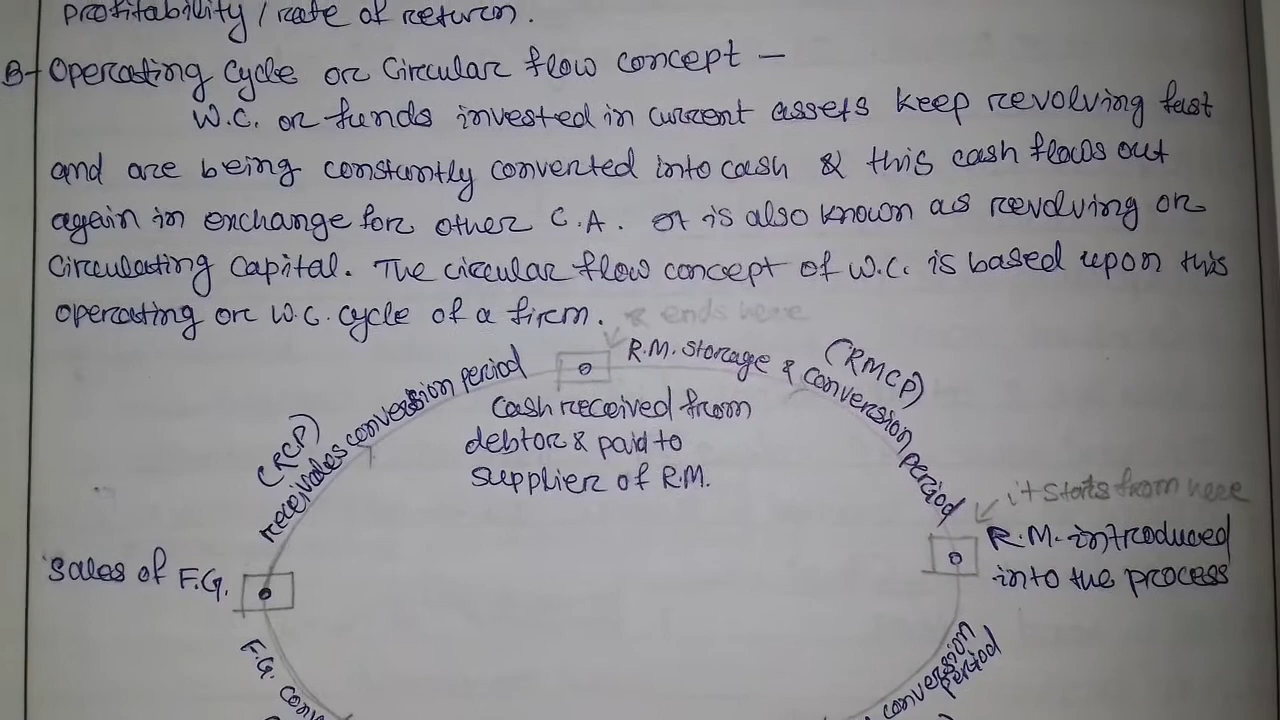 profitability / rate of return.
B- Operating Cycle or Circular flow concept -
W.C. or funds invested in current assets keep revolving fast
and are being constantly converted into cash & this cash flows out
again in exchange for other C.A. It is also known as revolving or
Circulating Capital. The circular flow concept of W.C. is based upon this
operating or W.C. cycle of a firm.
& ends here
R.M. Storage & conversion period
(RMCP)
(RCP)
receivales conversion period
Cash received from
debtor & paid to
supplier of R.M.
it starts from here
R.M. introduced
into the process
Sales of F.G.
F.G. conv
conversion
period